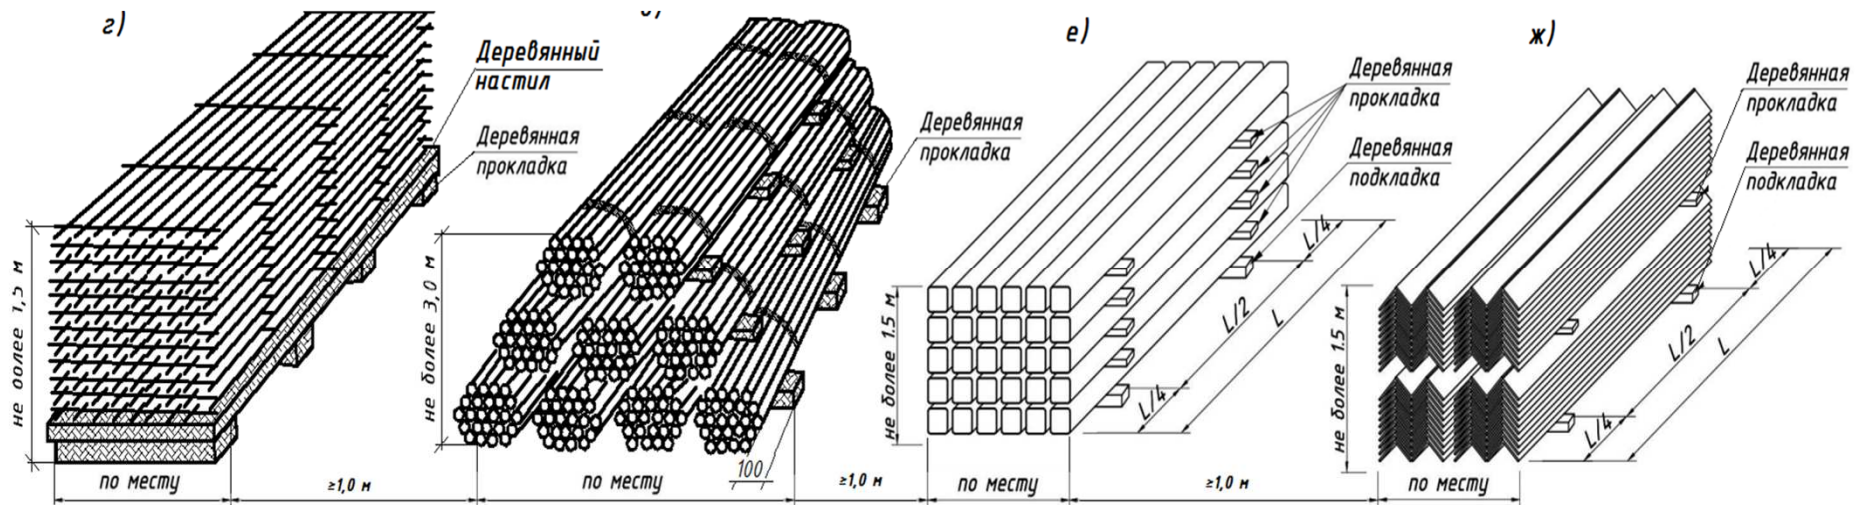 г)
Деревянный
настил
Деревянная
прокладка
не более 1,5 м
по месту
≥1,0 м
Деревянная
прокладка
не более 3,0 м
100
по месту
≥1,0 м
е)
Деревянная
прокладка
Деревянная
подкладка
не более 1.5 м
L/4
L/2
L
L/4
по месту
≥1,0 м
ж)
Деревянная
прокладка
Деревянная
подкладка
не более 1.5 м
L/4
L/2
L
L/4
по месту